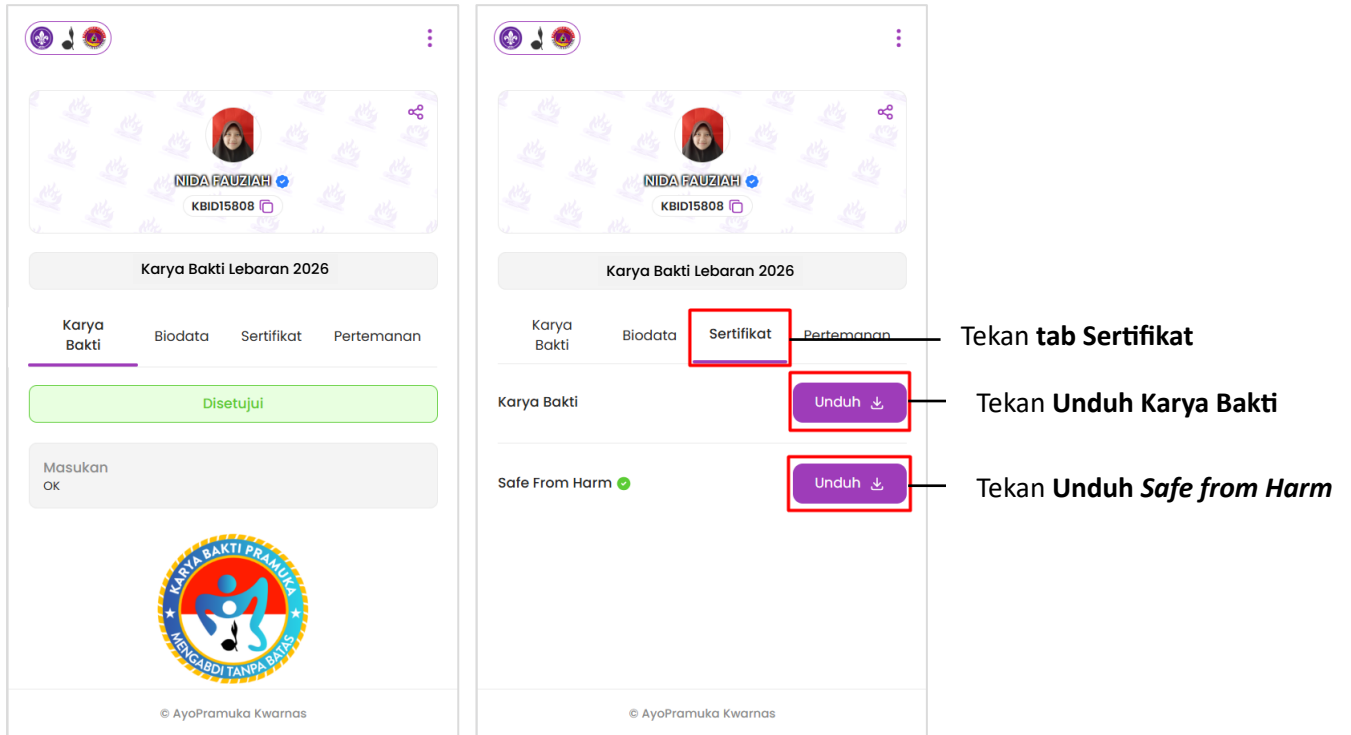 NIDA FAUZIAH
KBID15808
Karya Bakti Lebaran 2026
Karya
Bakti
Biodata
Sertifikat
Pertemanan
Disetujui
Masukan
OK
KARYA BAKTI PRAMUKA
MENGABDI TANPA BATAS
© AyoPramuka Kwarnas
NIDA FAUZIAH
KBID15808
Karya Bakti Lebaran 2026
Karya
Bakti
Biodata
Sertifikat
Pertemanan
Karya Bakti
Unduh
Safe From Harm
Unduh
© AyoPramuka Kwarnas
Tekan tab Sertifikat
Tekan Unduh Karya Bakti
Tekan Unduh Safe from Harm